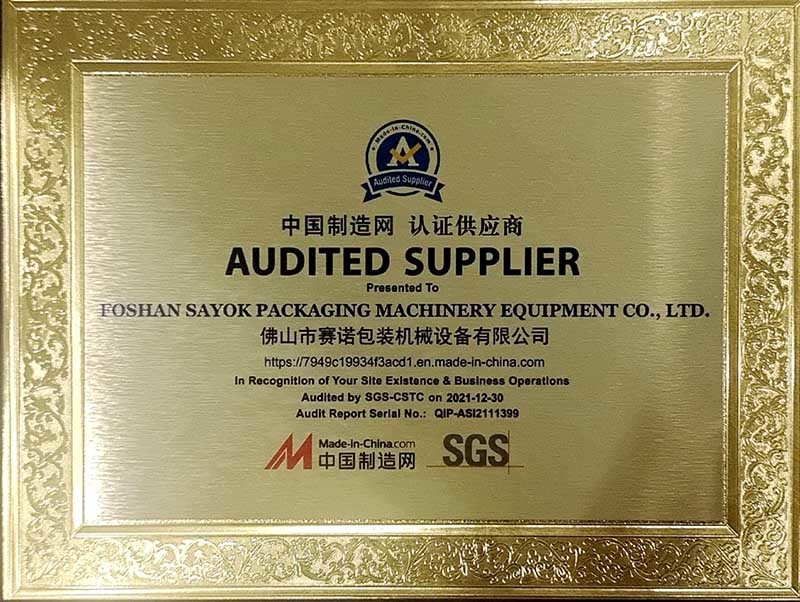 Made-in-China.com
A
Audited Supplier
中国制造网 认证供应商
AUDITED SUPPLIER
Presented To
FOSHAN SAYOK PACKAGING MACHINERY EQUIPMENT CO., LTD.
佛山市赛诺包装机械设备有限公司
https://7949c19934f3acd1.en.made-in-china.com
In Recognition of Your Site Existence & Business Operations
Audited by SGS-CSTC on 2021-12-30
Audit Report Serial No.: QIP-ASI2111399
Made-in-China.com
中国制造网
SGS